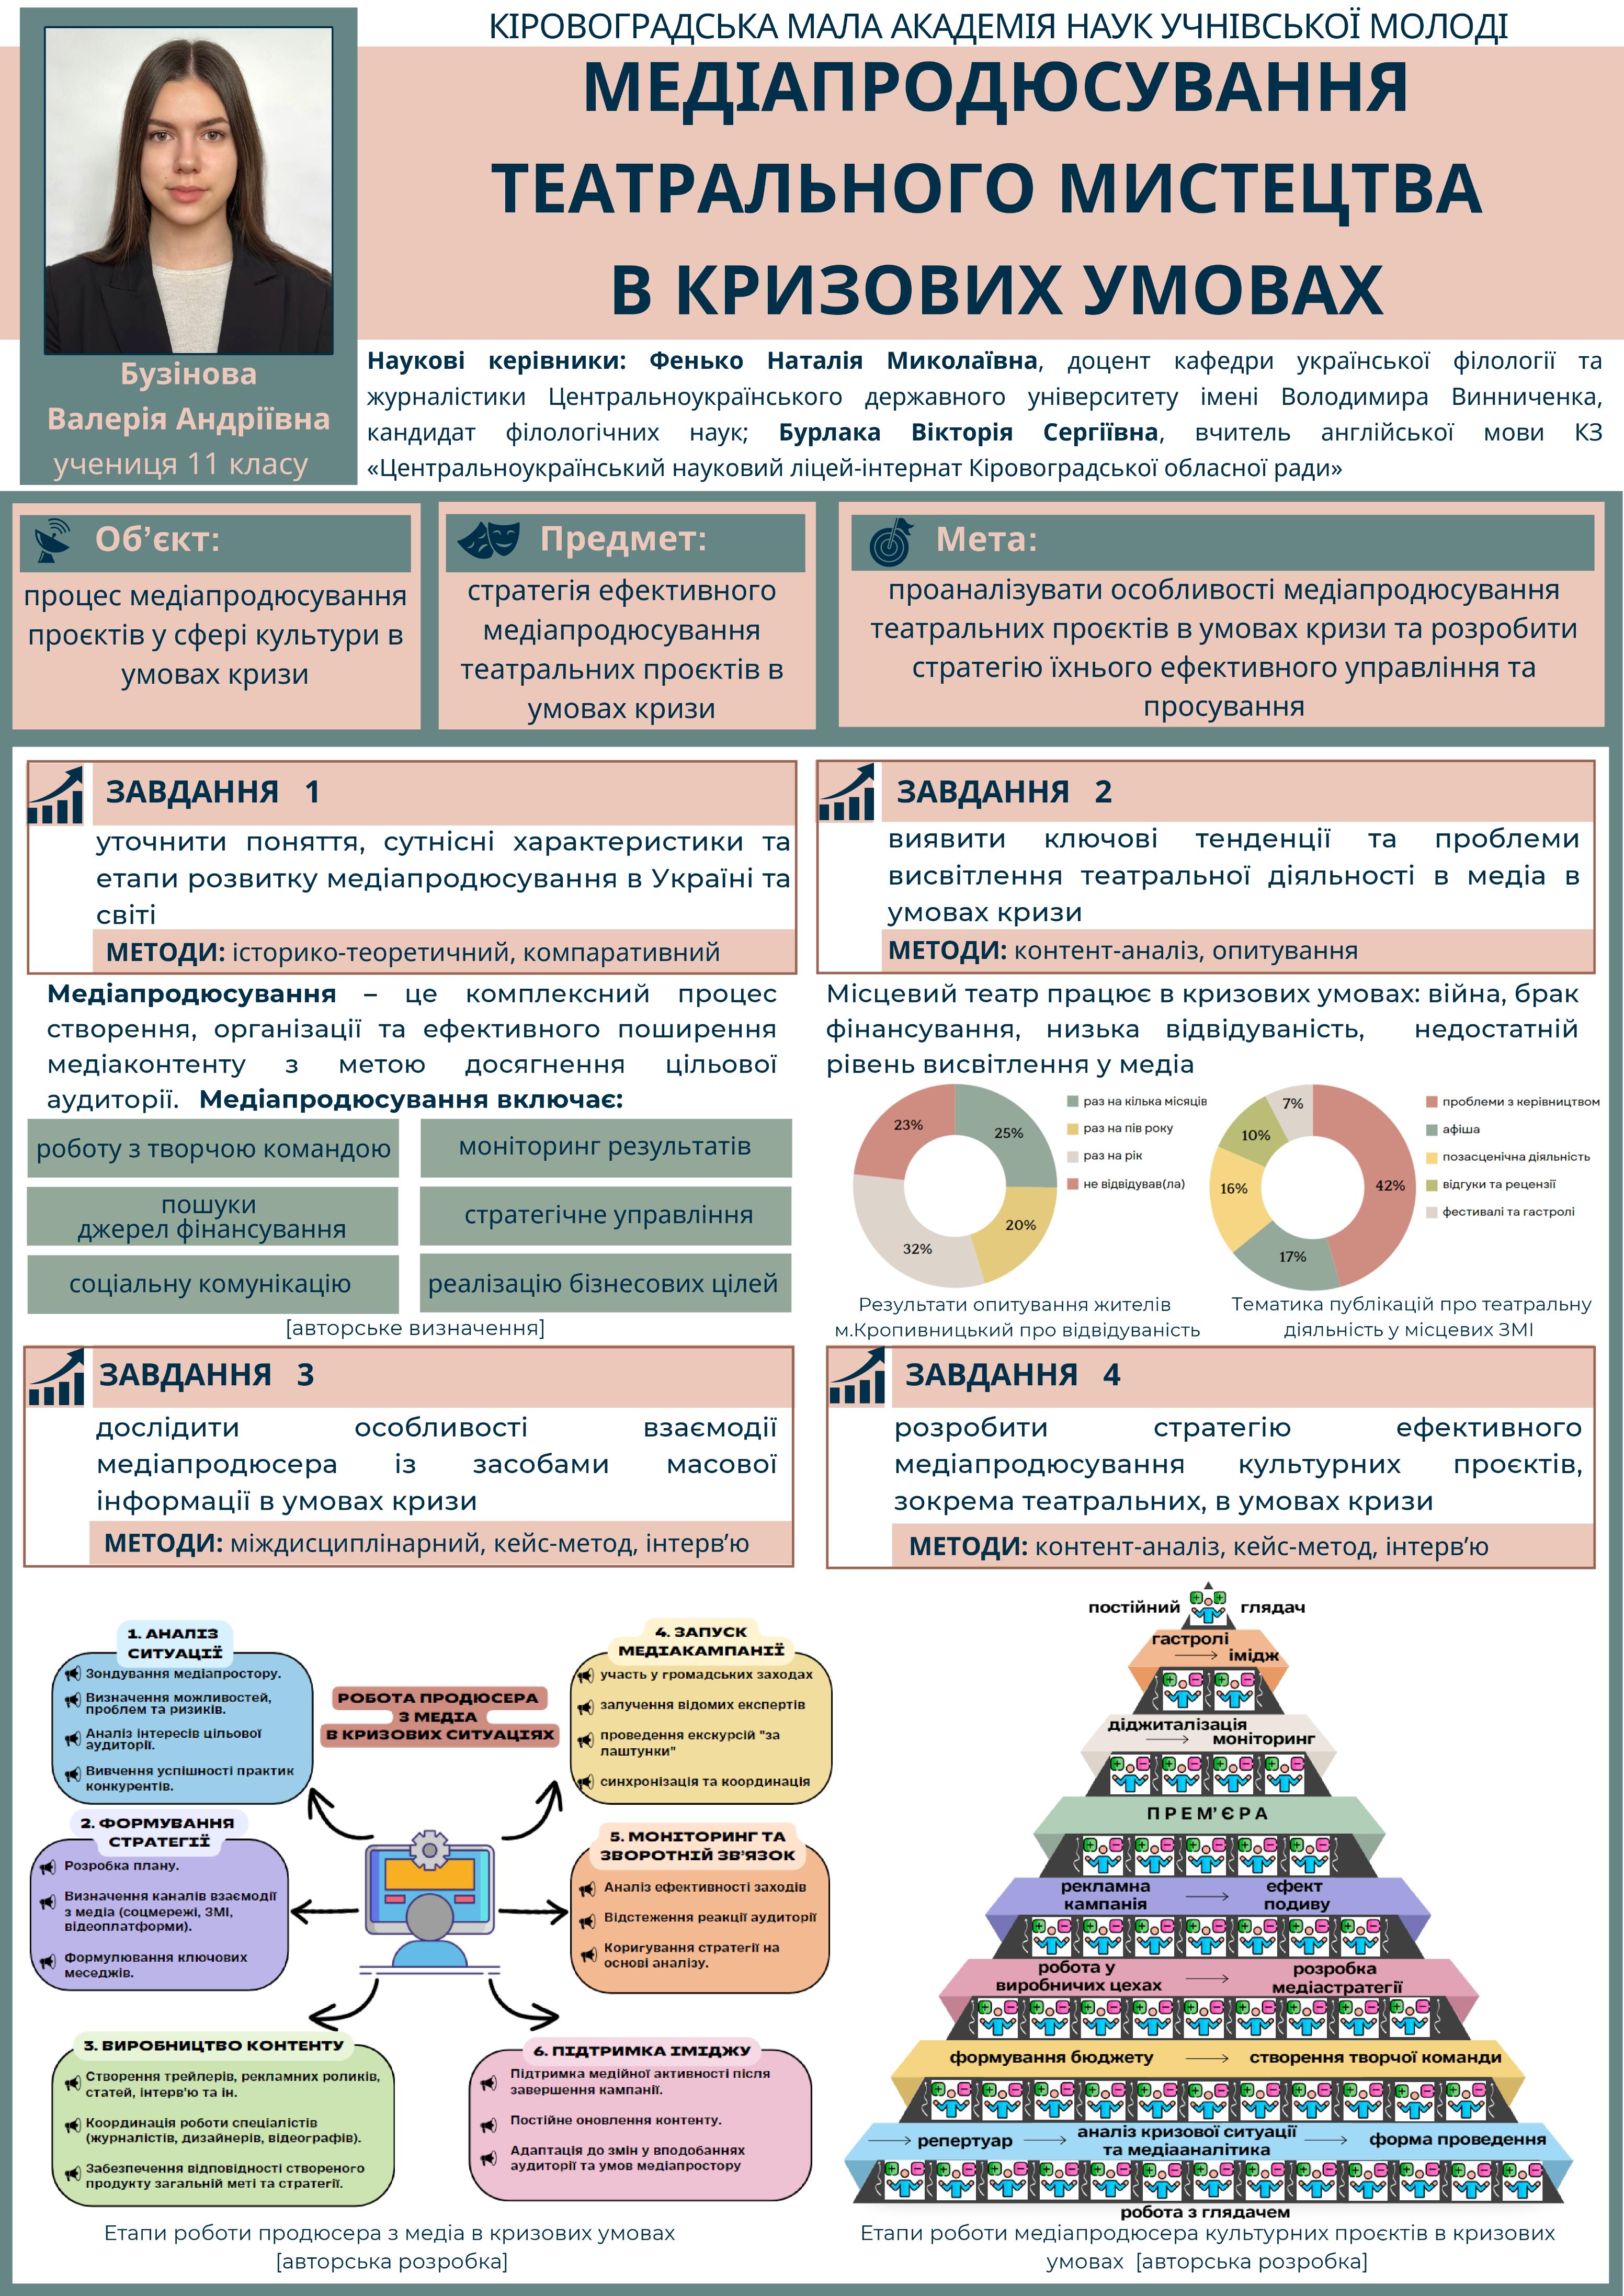 КІРОВОГРАДСЬКА МАЛА АКАДЕМІЯ НАУК УЧНІВСЬКОЇ МОЛОДІ
МЕДІАПРОДЮСУВАННЯ
ТЕАТРАЛЬНОГО МИСТЕЦТВА
В КРИЗОВИХ УМОВАХ
Бузінова
Валерія Андріївна
учениця 11 класу
Наукові керівники: Фенько Наталія Миколаївна, доцент кафедри української філології та
журналістики Центральноукраїнського державного університету імені Володимира Винниченка,
кандидат філологічних наук; Бурлака Вікторія Сергіївна, вчитель англійської мови КЗ
«Центральноукраїнський науковий ліцей-інтернат Кіровоградської обласної ради»
Об’єкт:
процес медіапродюсування
проєктів у сфері культури в
умовах кризи
Предмет:
стратегія ефективного
медіапродюсування
театральних проєктів в
умовах кризи
Мета:
проаналізувати особливості медіапродюсування
театральних проєктів в умовах кризи та розробити
стратегію їхнього ефективного управління та
просування
ЗАВДАННЯ 1
уточнити поняття, сутнісні характеристики та
етапи розвитку медіапродюсування в Україні та
світі
МЕТОДИ: історико-теоретичний, компаративний
Медіапродюсування – це комплексний процес
створення, організації та ефективного поширення
медіаконтенту з метою досягнення цільової
аудиторії. Медіапродюсування включає:
роботу з творчою командою
моніторинг результатів
пошуки
джерел фінансування
стратегічне управління
соціальну комунікацію
реалізацію бізнесових цілей
[авторське визначення]
ЗАВДАННЯ 2
виявити ключові тенденції та проблеми
висвітлення театральної діяльності в медіа в
умовах кризи
МЕТОДИ: контент-аналіз, опитування
Місцевий театр працює в кризових умовах: війна, брак
фінансування, низька відвідуваність, недостатній
рівень висвітлення у медіа
23%
25%
20%
32%
раз на кілька місяців
раз на пів року
раз на рік
не відвідував(ла)
Результати опитування жителів
м.Кропивницький про відвідуваність
7%
10%
16%
17%
42%
проблеми з керівництвом
афіша
позасценічна діяльність
відгуки та рецензії
фестивалі та гастролі
Тематика публікацій про театральну
діяльність у місцевих ЗМІ
ЗАВДАННЯ 3
дослідити особливості взаємодії
медіапродюсера із засобами масової
інформації в умовах кризи
МЕТОДИ: міждисциплінарний, кейс-метод, інтерв’ю
РОБОТА ПРОДЮСЕРА
З МЕДІА
В КРИЗОВИХ СИТУАЦІЯХ
1. АНАЛІЗ
СИТУАЦІЇ
Зондування медіапростору.
Визначення можливостей,
проблем та ризиків.
Аналіз інтересів цільової
аудиторії.
Вивчення успішності практик
конкурентів.
2. ФОРМУВАННЯ
СТРАТЕГІЇ
Розробка плану.
Визначення каналів взаємодії
з медіа (соцмережі, ЗМІ,
відеоплатформи).
Формулювання ключових
меседжів.
3. ВИРОБНИЦТВО КОНТЕНТУ
Створення трейлерів, рекламних роликів,
статей, інтерв'ю та ін.
Координація роботи спеціалістів
(журналістів, дизайнерів, відеографів).
Забезпечення відповідності створеного
продукту загальній меті та стратегії.
4. ЗАПУСК
МЕДІАКАМПАНІЇ
участь у громадських заходах
залучення відомих експертів
проведення екскурсій "за
лаштунки"
синхронізація та координація
5. МОНІТОРИНГ ТА
ЗВОРОТНІЙ ЗВ’ЯЗОК
Аналіз ефективності заходів
Відстеження реакції аудиторії
Коригування стратегії на
основі аналізу.
6. ПІДТРИМКА ІМІДЖУ
Підтримка медійної активності після
завершення кампанії.
Постійне оновлення контенту.
Адаптація до змін у вподобаннях
аудиторії та умов медіапростору
Етапи роботи продюсера з медіа в кризових умовах
[авторська розробка]
ЗАВДАННЯ 4
розробити стратегію ефективного
медіапродюсування культурних проєктів,
зокрема театральних, в умовах кризи
МЕТОДИ: контент-аналіз, кейс-метод, інтерв’ю
постійний глядач
гастролі
імідж
діджиталізація
моніторинг
ПРЕМ’ЄРА
рекламна
кампанія
ефект
подиву
робота у
виробничих цехах
розробка
медіастратегії
формування бюджету
створення творчої команди
репертуар
аналіз кризової ситуації
та медіааналітика
форма проведення
робота з глядачем
Етапи роботи медіапродюсера культурних проєктів в кризових
умовах [авторська розробка]